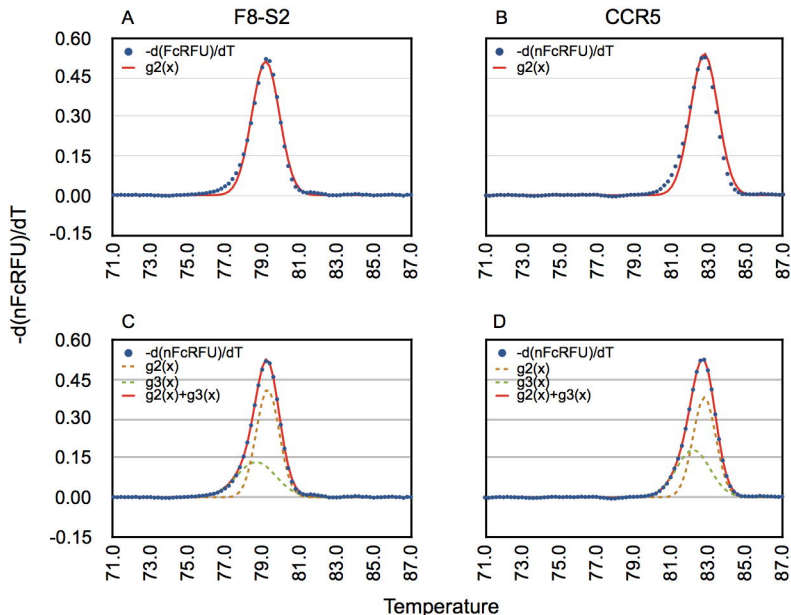 A F8-S2 B CCR5
-d(nFcRFU)/dT
0.60
0.45
0.30
0.15
0.00
-0.15
-d(FcRFU)/dT
g2(x)
71.0 73.0 75.0 77.0 79.0 81.0 83.0 85.0 87.0
-d(nFcRFU)/dT
g2(x)
71.0 73.0 75.0 77.0 79.0 81.0 83.0 85.0 87.0
C D
0.60
0.45
0.30
0.15
0.00
-0.15
-d(nFcRFU)/dT
g2(x)
g3(x)
g2(x)+g3(x)
71.0 73.0 75.0 77.0 79.0 81.0 83.0 85.0 87.0
-d(nFcRFU)/dT
g2(x)
g3(x)
g2(x)+g3(x)
71.0 73.0 75.0 77.0 79.0 81.0 83.0 85.0 87.0
Temperature